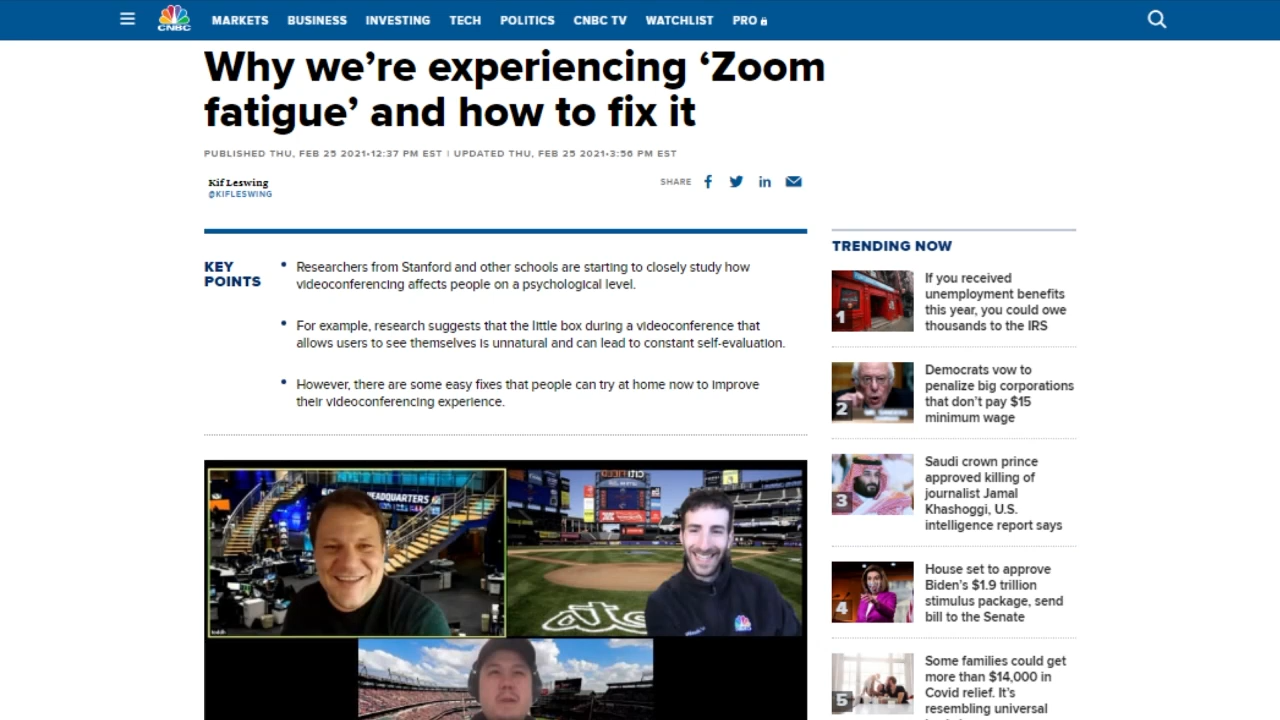 CNBC
MARKETS
BUSINESS
INVESTING
TECH
POLITICS
CNBC TV
WATCHLIST
PRO
Why we’re experiencing ‘Zoom
fatigue’ and how to fix it
PUBLISHED THU, FEB 25 2021•12:37 PM EST | UPDATED THU, FEB 25 2021•3:56 PM EST
Kif Leswing
@KIFLESWING
SHARE
KEY
POINTS
Researchers from Stanford and other schools are starting to closely study how
videoconferencing affects people on a psychological level.
For example, research suggests that the little box during a videoconference that
allows users to see themselves is unnatural and can lead to constant self-evaluation.
However, there are some easy fixes that people can try at home now to improve
their videoconferencing experience.
HEADQUARTERS
TRENDING NOW
1
If you received
unemployment benefits
this year, you could owe
thousands to the IRS
2
Democrats vow to
penalize big corporations
that don’t pay $15
minimum wage
3
Saudi crown prince
approved killing of
journalist Jamal
Khashoggi, U.S.
intelligence report says
4
House set to approve
Biden’s $1.9 trillion
stimulus package, send
bill to the Senate
5
Some families could get
more than $14,000 in
Covid relief. It’s
resembling universal